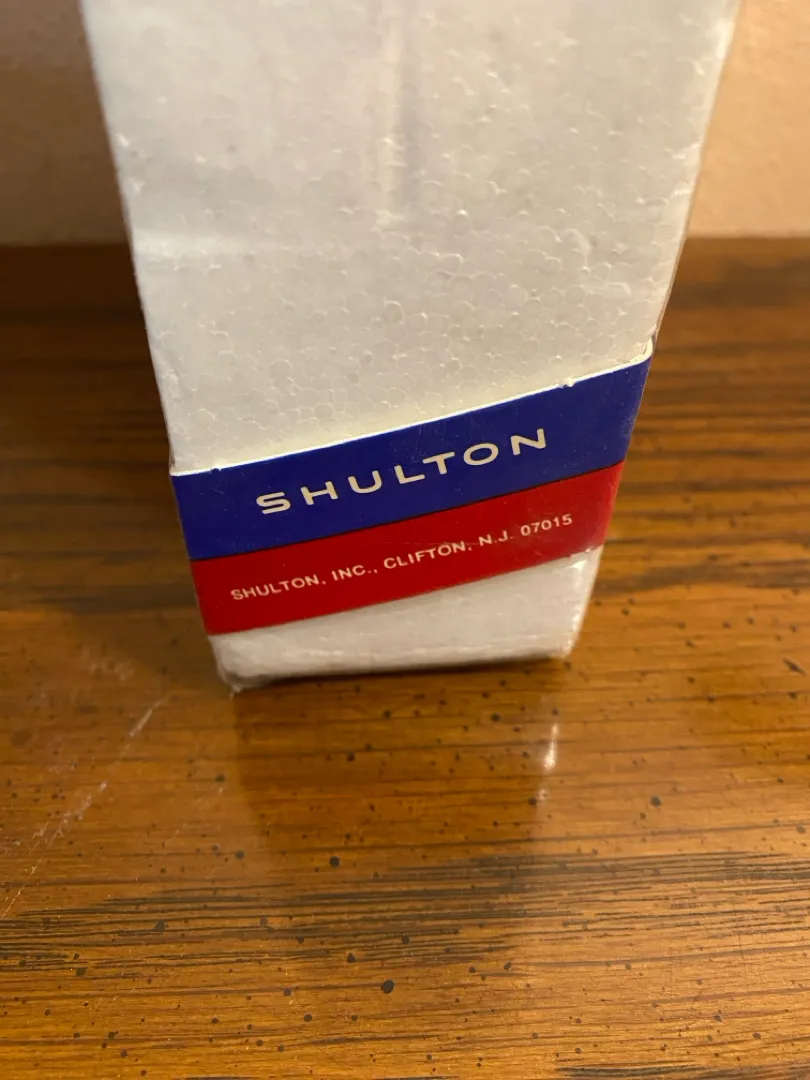 SHULTON
SHULTON, INC., CLIFTON, N.J. 07015